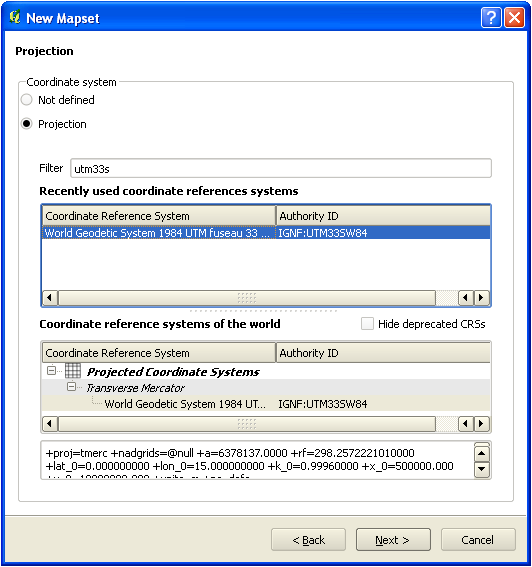 New Mapset
Projection
Coordinate system
Not defined
Projection
Filter utm33s
Recently used coordinate references systems
Coordinate Reference System Authority ID
World Geodetic System 1984 UTM fuseau 33 ... IGNF:UTM33SW84
Coordinate reference systems of the world
Hide deprecated CRSs
Coordinate Reference System Authority ID
Projected Coordinate Systems
Transverse Mercator
World Geodetic System 1984 UT... IGNF:UTM33SW84
+proj=tmerc +nadgrids=@null +a=6378137.0000 +rf=298.2572221010000
+lat_0=0.000000000 +lon_0=15.000000000 +k_0=0.99960000 +x_0=500000.000
< Back
Next >
Cancel